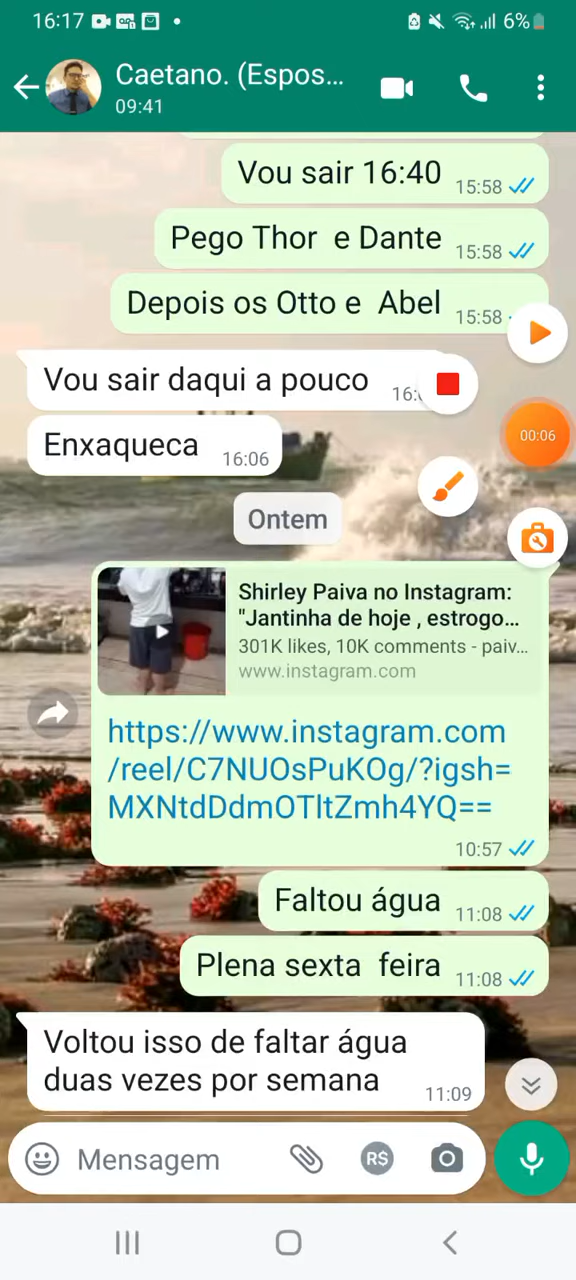 16:17
6%
Caetano. (Espos...
09:41
Vou sair 16:40
15:58
Pego Thor e Dante
15:58
Depois os Otto e Abel
15:58
Vou sair daqui a pouco
16:
00:06
Enxaqueca
16:06
Ontem
Shirley Paiva no Instagram:
"Jantinha de hoje , estrogo...
301K likes, 10K comments - paiv...
www.instagram.com
https://www.instagram.com
/reel/C7NUOsPuKOg/?igsh=
MXNtdDdmOTltZmh4YQ==
10:57
Faltou água
11:08
Plena sexta feira
11:08
Voltou isso de faltar água
duas vezes por semana
11:09
Mensagem
R$